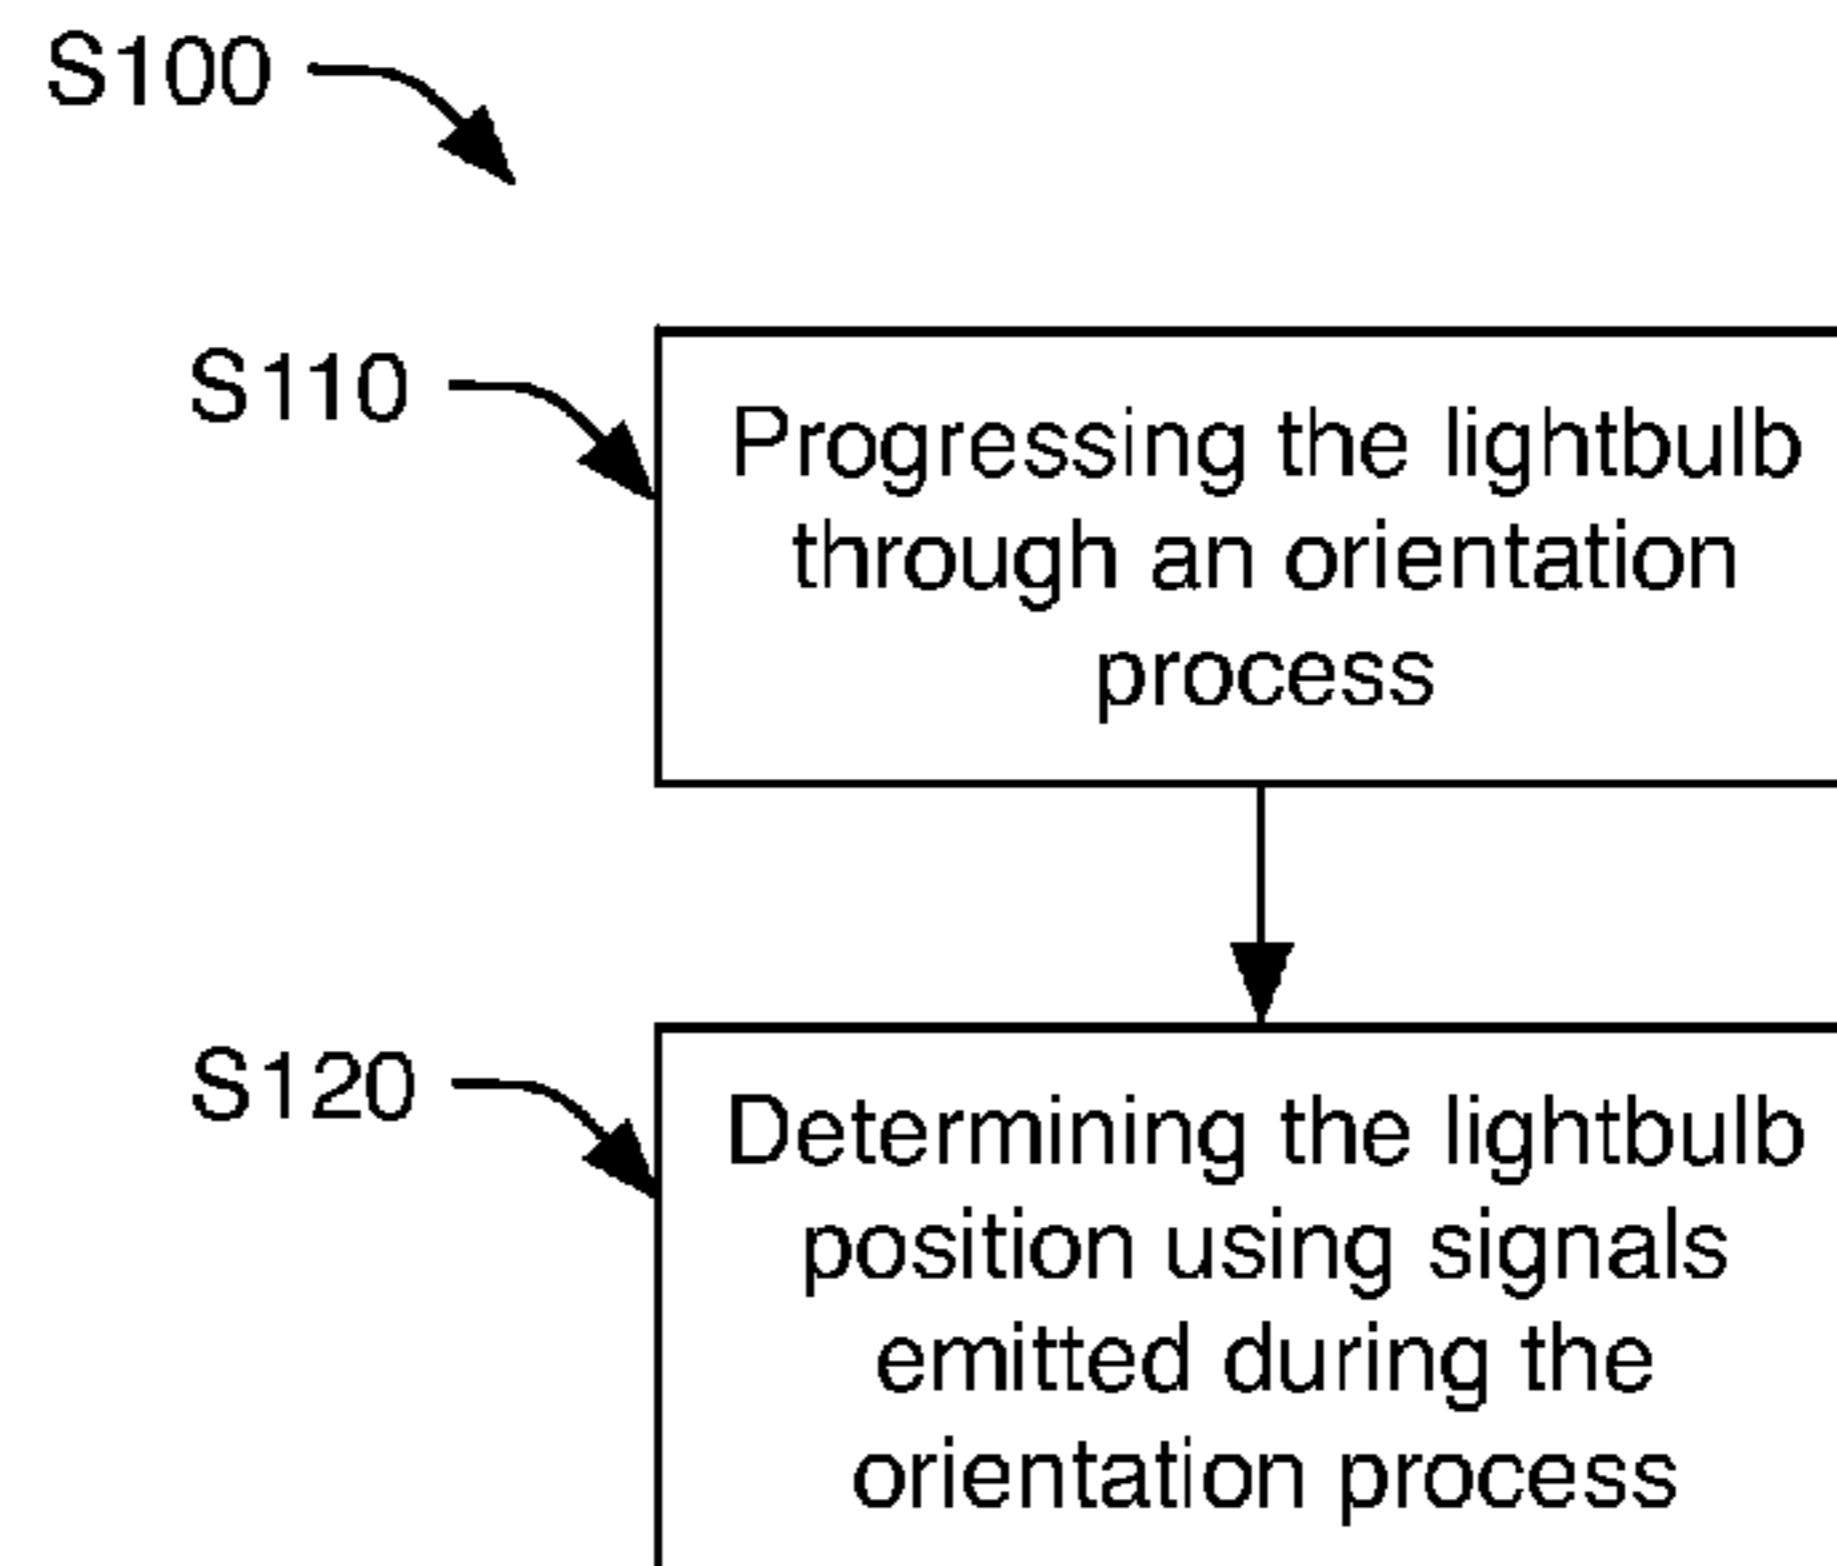 S100
S110
Progressing the lightbulb
through an orientation
process
S120
Determining the lightbulb
position using signals
emitted during the
orientation process